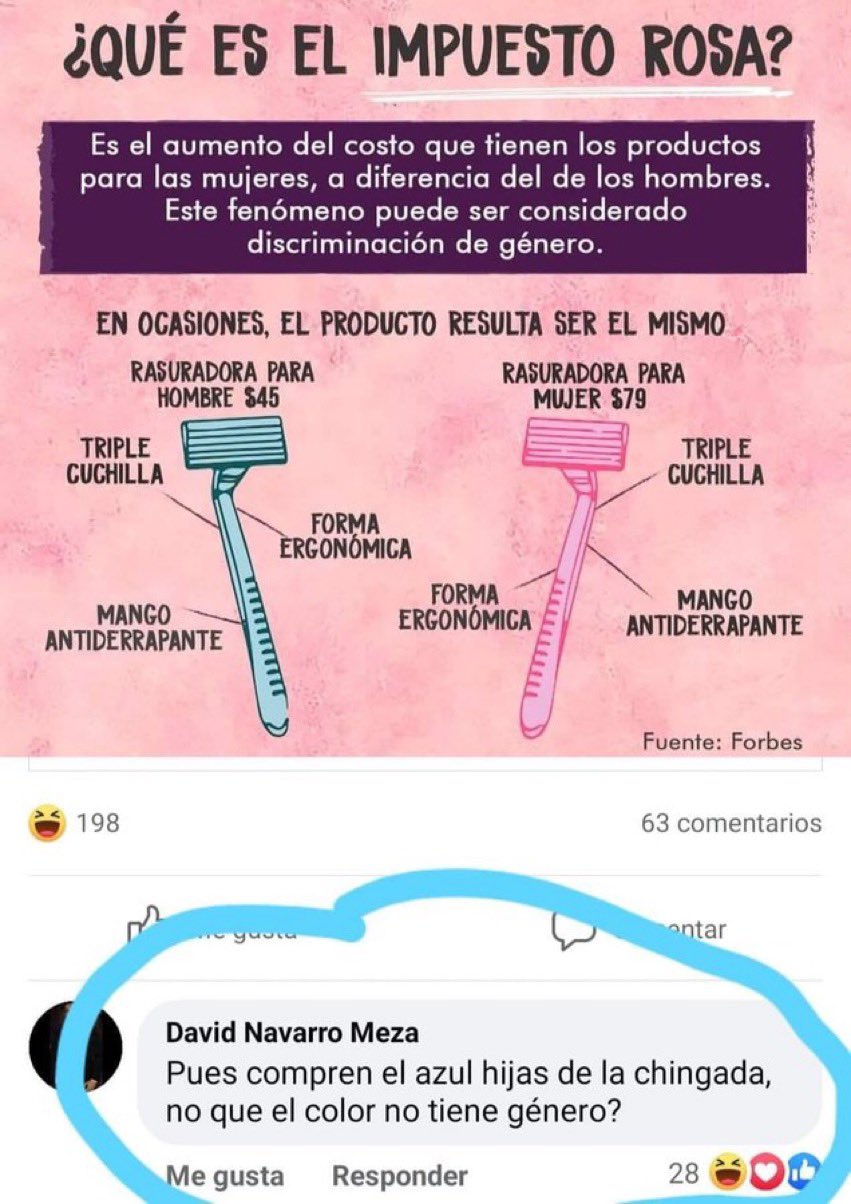 ¿QUÉ ES EL IMPUESTO ROSA?
Es el aumento del costo que tienen los productos
para las mujeres, a diferencia del de los hombres.
Este fenómeno puede ser considerado
discriminación de género.
EN OCASIONES, EL PRODUCTO RESULTA SER EL MISMO
RASURADORA PARA
HOMBRE $45
TRIPLE
CUCHILLA
FORMA
ERGONÓMICA
MANGO
ANTIDERRAPANTE
RASURADORA PARA
MUJER $79
TRIPLE
CUCHILLA
FORMA
ERGONÓMICA
MANGO
ANTIDERRAPANTE
Fuente: Forbes
198
63 comentarios
David Navarro Meza
Pues compren el azul hijas de la chingada,
no que el color no tiene género?
Me gusta Responder 28